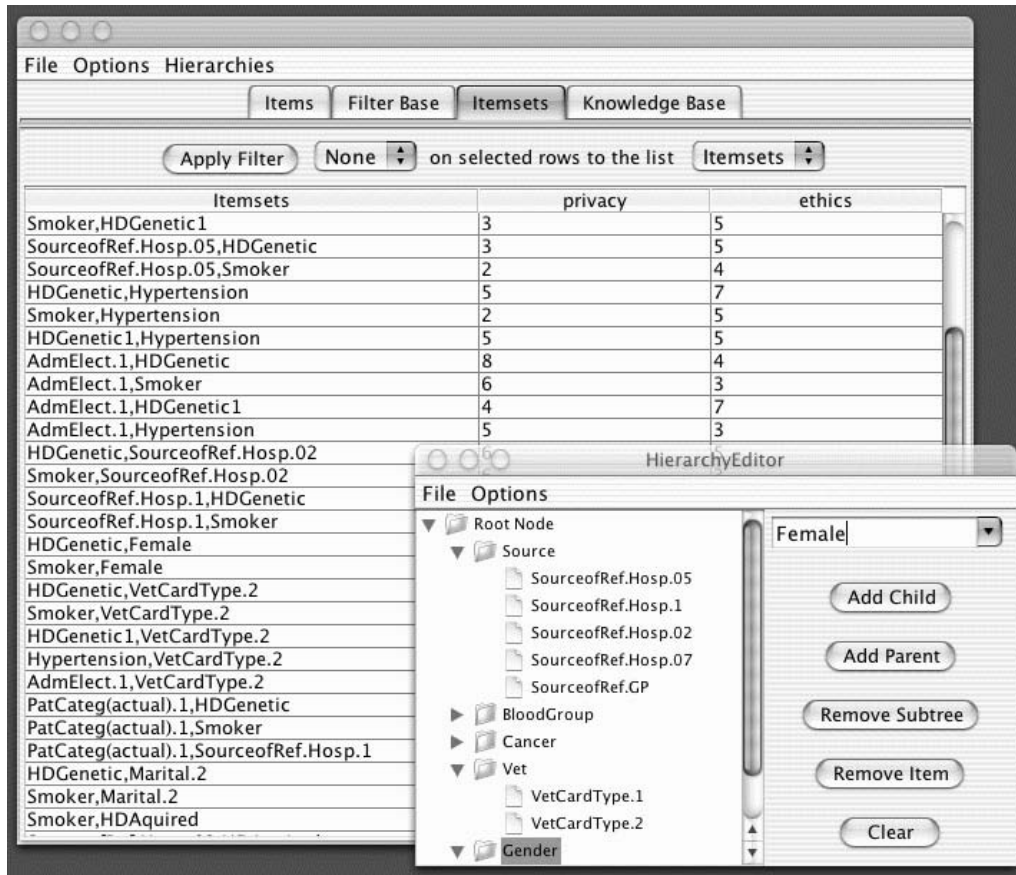 File Options Hierarchies
Items Filter Base Itemsets Knowledge Base
Apply Filter None on selected rows to the list Itemsets
Itemsets privacy ethics
Smoker,HDGenetic1 3 5
SourceofRef.Hosp.05,HDGenetic 3 5
SourceofRef.Hosp.05,Smoker 2 4
HDGenetic,Hypertension 5 7
Smoker,Hypertension 2 5
HDGenetic1,Hypertension 5 5
AdmElect.1,HDGenetic 8 4
AdmElect.1,Smoker 6 3
AdmElect.1,HDGenetic1 4 7
AdmElect.1,Hypertension 5 3
HDGenetic,SourceofRef.Hosp.02
Smoker,SourceofRef.Hosp.02
SourceofRef.Hosp.1,HDGenetic
SourceofRef.Hosp.1,Smoker
HDGenetic,Female
Smoker,Female
HDGenetic,VetCardType.2
Smoker,VetCardType.2
HDGenetic1,VetCardType.2
Hypertension,VetCardType.2
AdmElect.1,VetCardType.2
PatCateg(actual).1,HDGenetic
PatCateg(actual).1,Smoker
PatCateg(actual).1,SourceofRef.Hosp.1
HDGenetic,Marital.2
Smoker,Marital.2
Smoker,HDAquired
HierarchyEditor
File Options
Root Node
Source
SourceofRef.Hosp.05
SourceofRef.Hosp.1
SourceofRef.Hosp.02
SourceofRef.Hosp.07
SourceofRef.GP
BloodGroup
Cancer
Vet
VetCardType.1
VetCardType.2
Gender
Female
Add Child
Add Parent
Remove Subtree
Remove Item
Clear